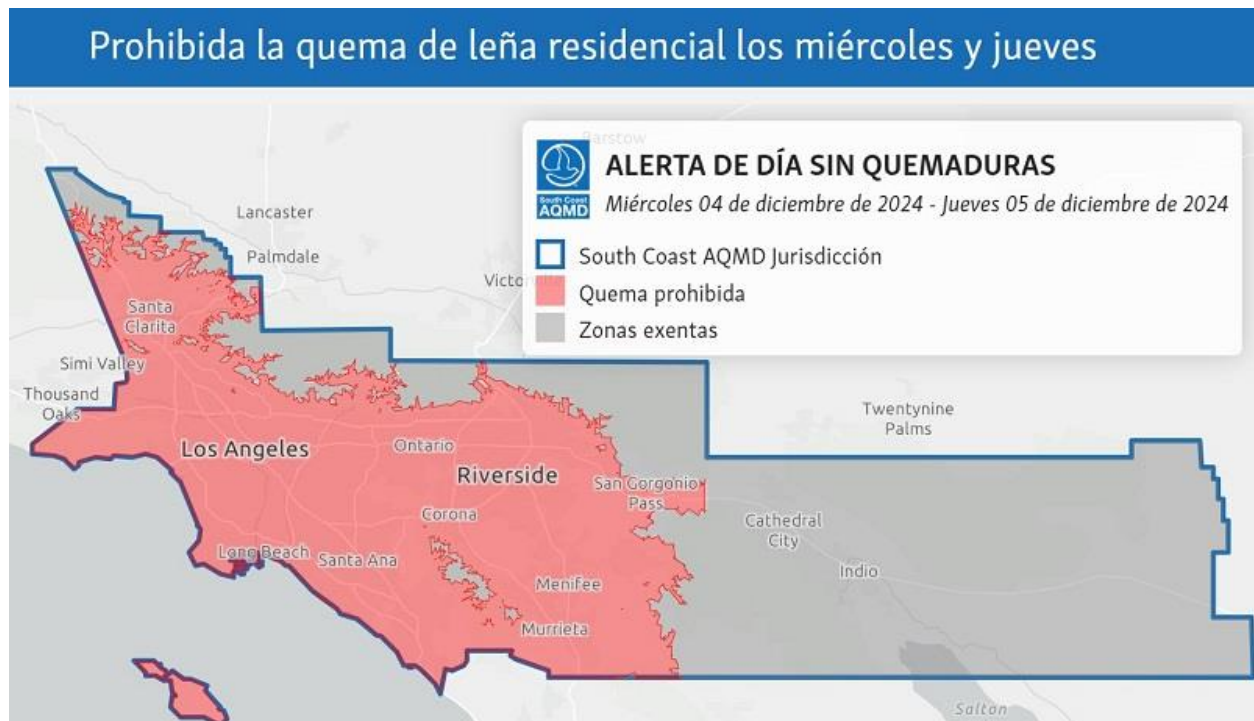 Prohibida la quema de leña residencial los miércoles y jueves
Barstow
South Coast
AQMD
ALERTA DE DÍA SIN QUEMADURAS
Miércoles 04 de diciembre de 2024 - Jueves 05 de diciembre de 2024
South Coast AQMD Jurisdicción
Quema prohibida
Zonas exentas
Lancaster
Palmdale
Santa
Clarita
Simi Valley
Thousand
Oaks
Twentynine
Palms
Los Angeles
Ontario
Riverside
San Gorgonio
Pass
Corona
Cathedral
City
Long Beach
Santa Ana
Indio
Menifee
Murrieta
Salton